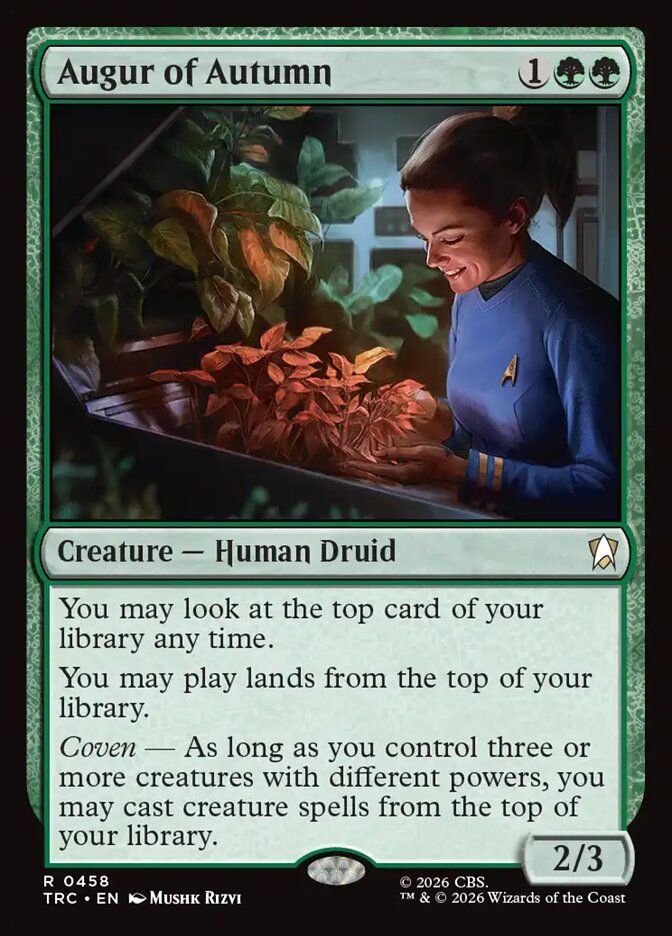 Augur of Autumn 1
Creature — Human Druid
You may look at the top card of your
library any time.
You may play lands from the top of your
library.
Coven — As long as you control three or
more creatures with different powers, you
may cast creature spells from the top of
your library.
2/3
R 0458
TRC • EN Mushk Rizvi
© 2026 CBS.
™ & © 2026 Wizards of the Coast